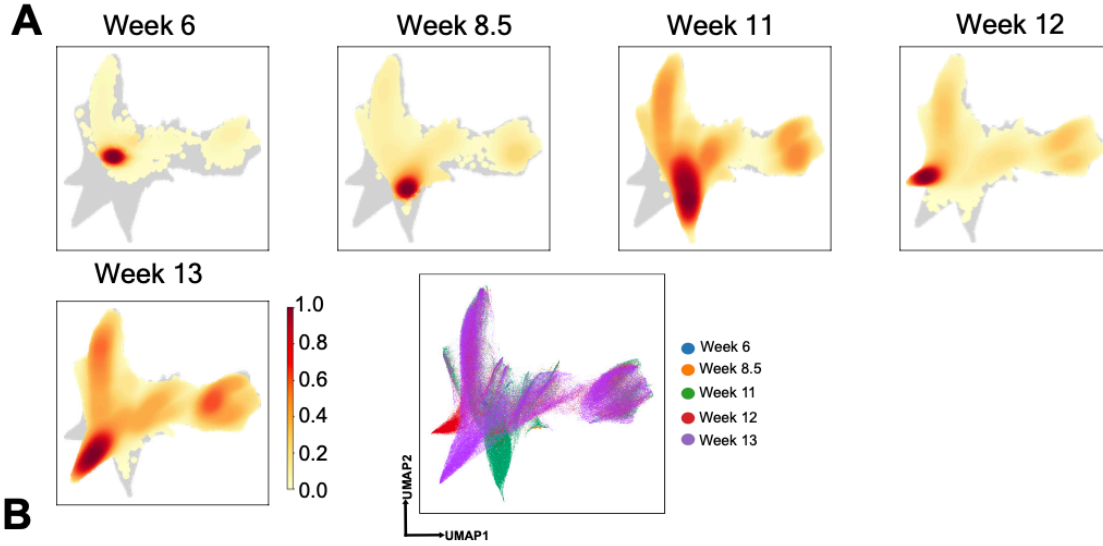 A
Week 6
Week 8.5
Week 11
Week 12
Week 13
1.0
0.8
0.6
0.4
0.2
0.0
Week 6
Week 8.5
Week 11
Week 12
Week 13
UMAP2
UMAP1
B